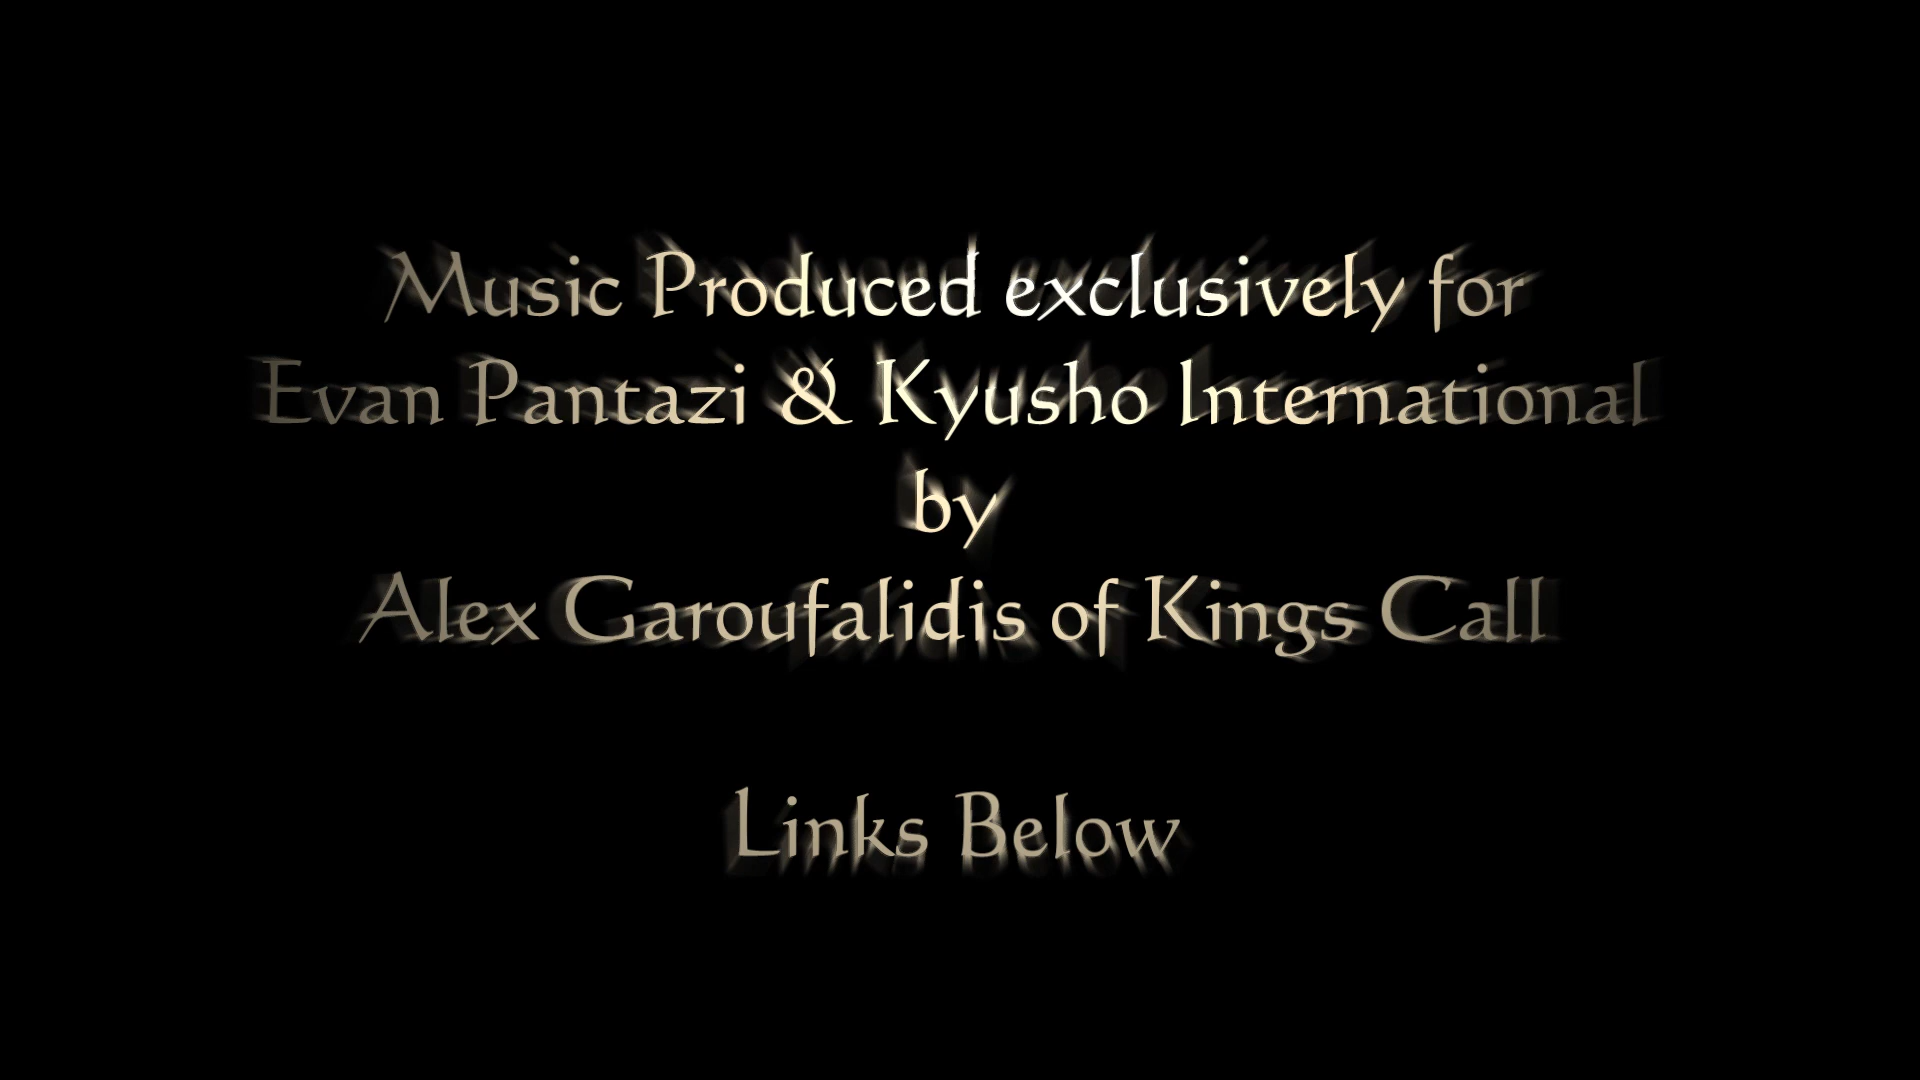 Music Produced exclusively for
Evan Pantazi & Kyusho International
by
Alex Garoufalidis of Kings Call
Links Below